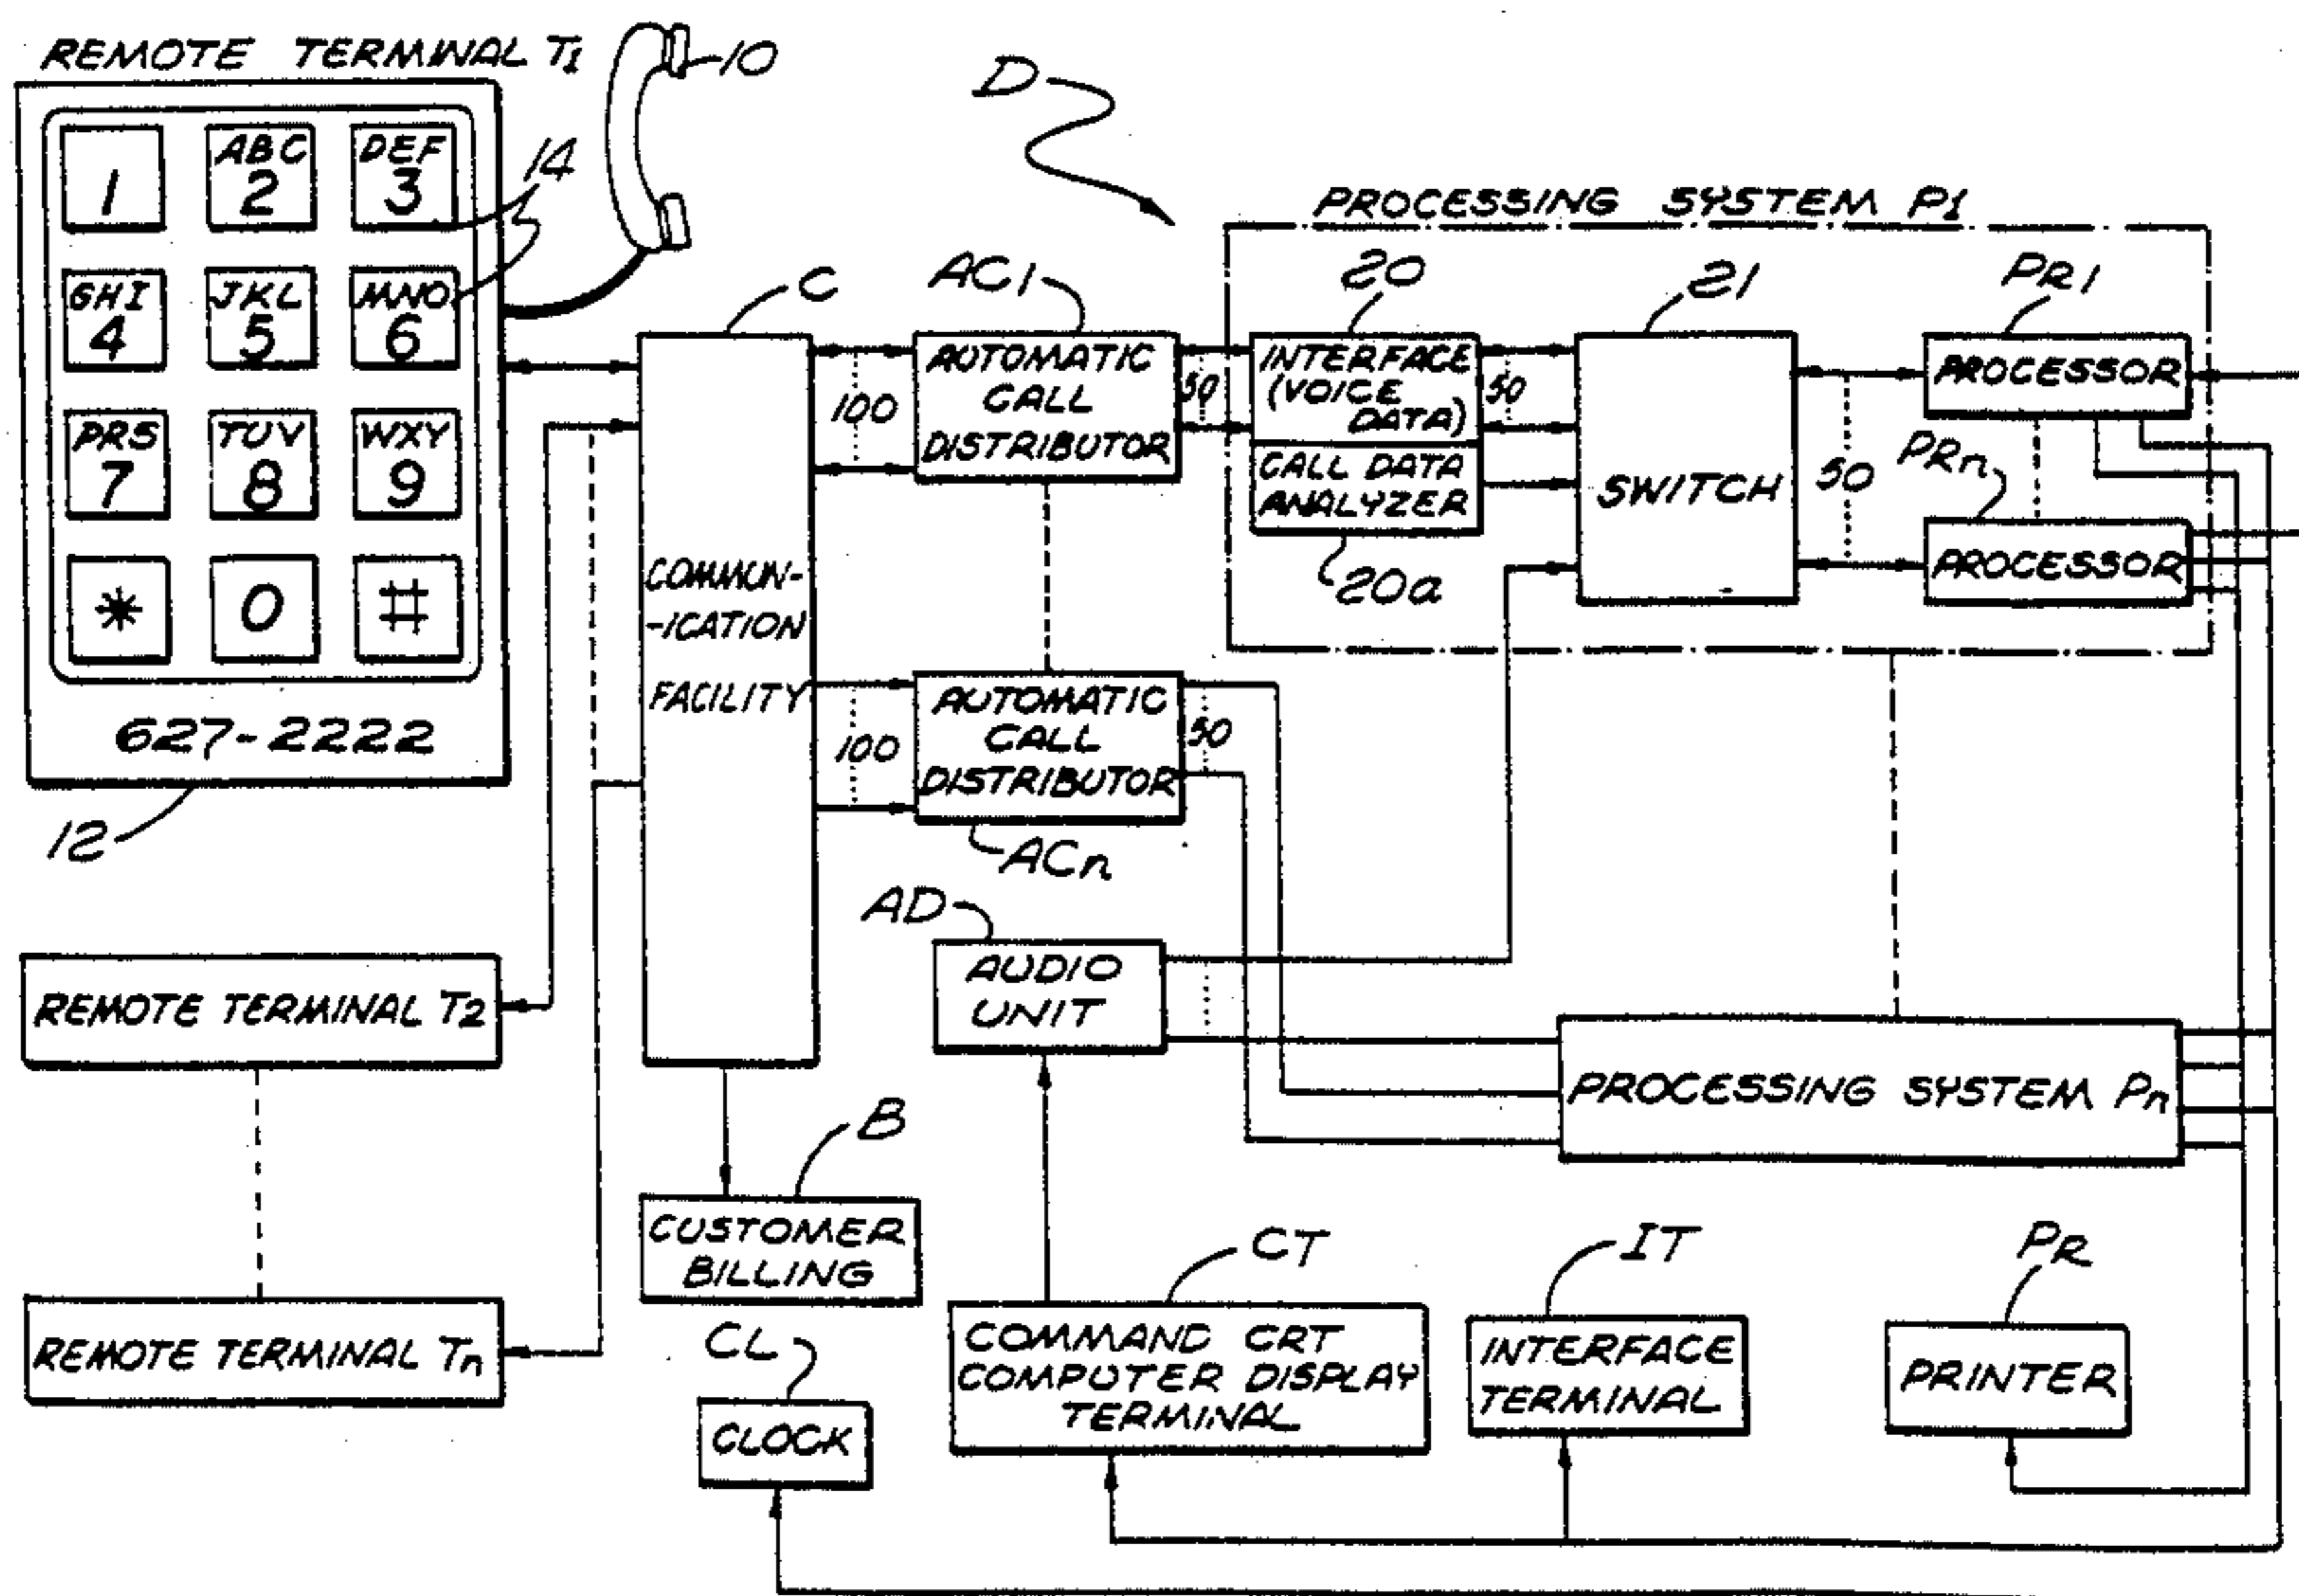 REMOTE TERMINAL T1
10
D
1
ABC
2
DEF
3
14
GHI
4
JKL
5
MNO
6
PRS
7
TUV
8
WXY
9
*
0
#
627-2222
12
REMOTE TERMINAL T2
REMOTE TERMINAL Tn
C
COMMUN-
-ICATION
FACILITY
100
100
AC1
AUTOMATIC
CALL
DISTRIBUTOR
50
AUTOMATIC
CALL
DISTRIBUTOR
50
ACn
PROCESSING SYSTEM P1
20
INTERFACE
(VOICE
DATA)
CALL DATA
ANALYZER
20a
50
21
SWITCH
50
PR1
PROCESSOR
PRn
PROCESSOR
AD
AUDIO
UNIT
PROCESSING SYSTEM Pn
B
CUSTOMER
BILLING
CL
CLOCK
CT
COMMAND CRT
COMPUTER DISPLAY
TERMINAL
IT
INTERFACE
TERMINAL
PR
PRINTER